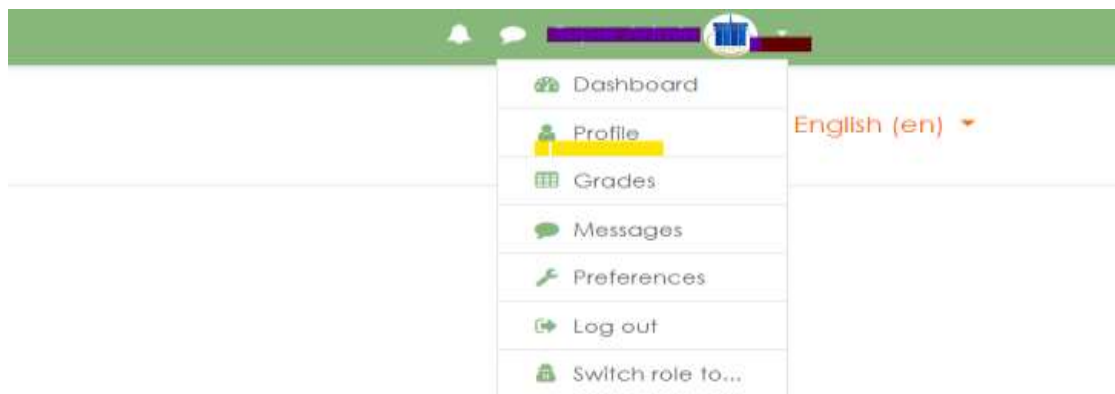 Dashboard
Profile
English (en)
Grades
Messages
Preferences
Log out
Switch role to...